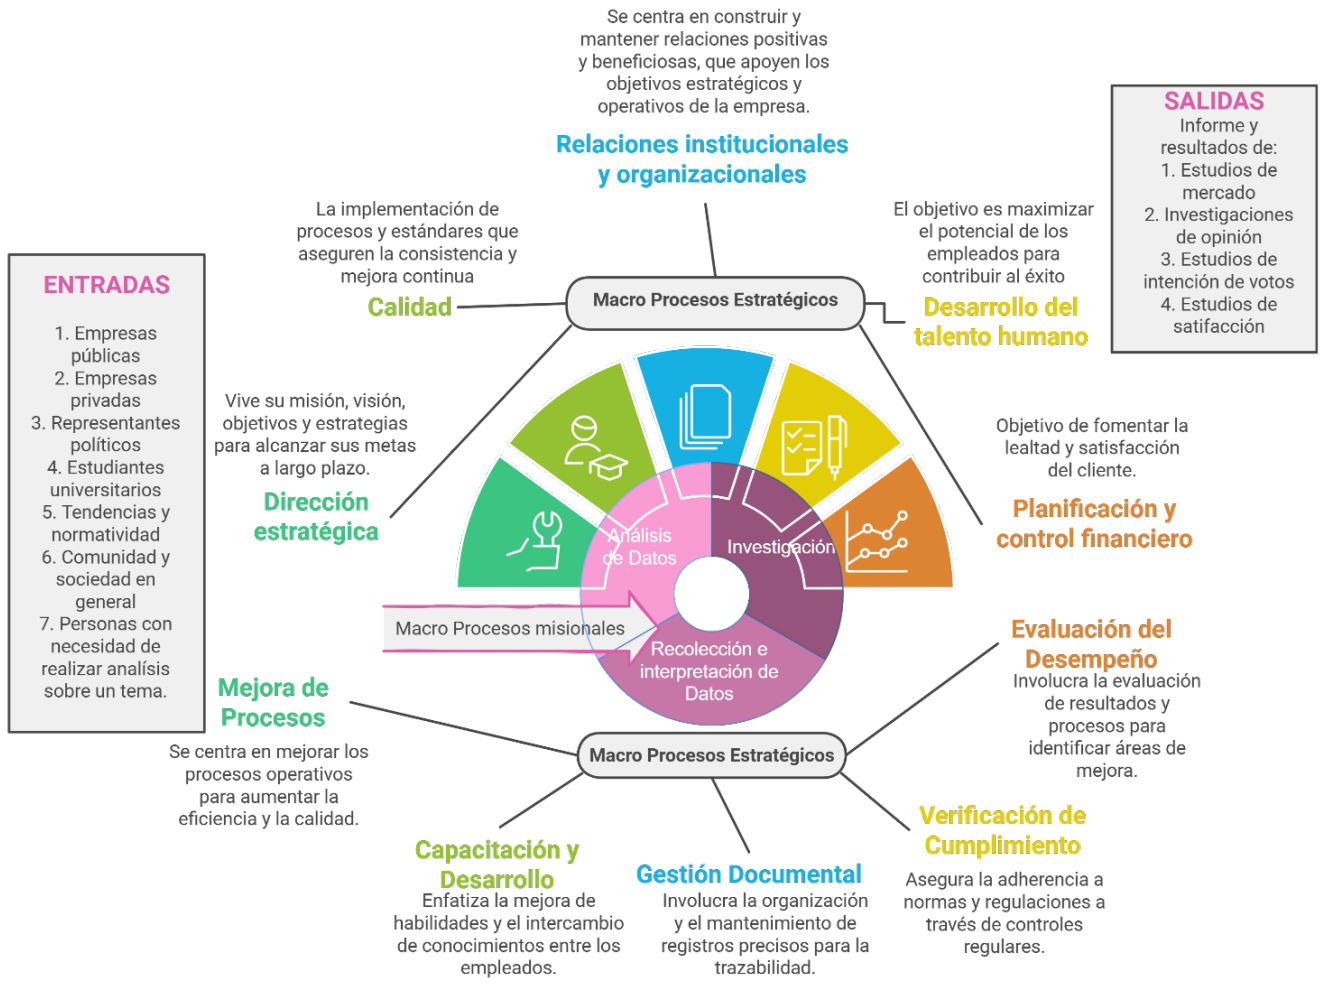 Se centra en construir y
mantener relaciones positivas
y beneficiosas, que apoyen los
objetivos estratégicos y
operativos de la empresa.
Relaciones institucionales
y organizacionales
SALIDAS
Informe y
resultados de:
1. Estudios de
mercado
2. Investigaciones
de opinión
3. Estudios de
intención de votos
4. Estudios de
satifacción
La implementación de
procesos y estándares que
aseguren la consistencia y
mejora continua
Calidad
El objetivo es maximizar
el potencial de los
empleados para
contribuir al éxito
Desarrollo del
talento humano
Macro Procesos Estratégicos
ENTRADAS
1. Empresas
públicas
2. Empresas
privadas
3. Representantes
políticos
4. Estudiantes
universitarios
5. Tendencias y
normatividad
6. Comunidad y
sociedad en
general
7. Personas con
necesidad de
realizar analísis
sobre un tema.
Vive su misión, visión,
objetivos y estrategias
para alcanzar sus metas
a largo plazo.
Dirección
estratégica
Objetivo de fomentar la
lealtad y satisfacción
del cliente.
Planificación y
control financiero
Análisis
de Datos
Investigación
Macro Procesos misionales
Recolección e
interpretación de
Datos
Evaluación del
Desempeño
Involucra la evaluación
de resultados y
procesos para
identificar áreas de
mejora.
Mejora de
Procesos
Se centra en mejorar los
procesos operativos
para aumentar la
eficiencia y la calidad.
Macro Procesos Estratégicos
Capacitación y
Desarrollo
Enfatiza la mejora de
habilidades y el intercambio
de conocimientos entre los
empleados.
Gestión Documental
Involucra la organización
y el mantenimiento de
registros precisos para la
trazabilidad.
Verificación de
Cumplimiento
Asegura la adherencia a
normas y regulaciones a
través de controles
regulares.